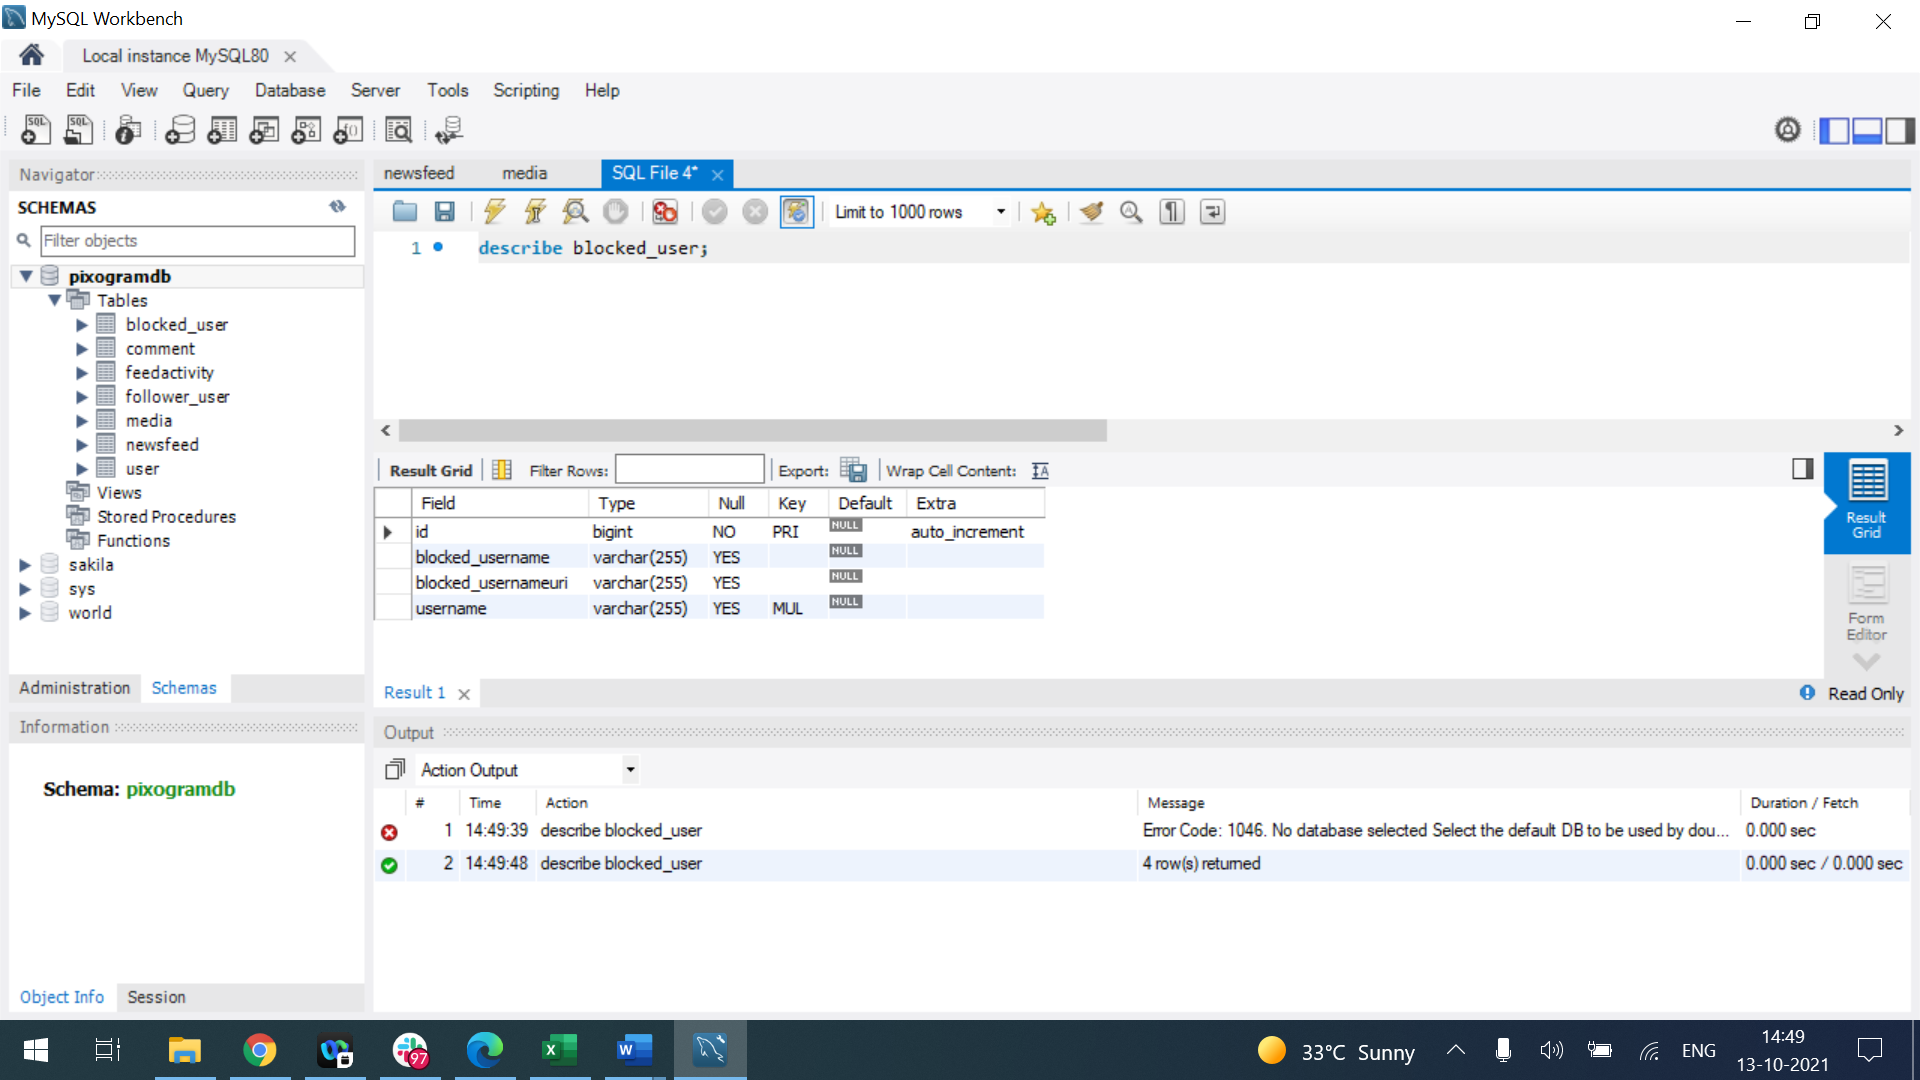 MySQL Workbench
Local instance MySQL80
File Edit View Query Database Server Tools Scripting Help
Navigator
SCHEMAS
Filter objects
pixogramdb
Tables
blocked_user
comment
feedactivity
follower_user
media
newsfeed
user
Views
Stored Procedures
Functions
sakila
sys
world
Administration Schemas
Information
Schema: pixogramdb
Object Info Session
newsfeed media SQL File 4*
Limit to 1000 rows
1 describe blocked_user;
Result Grid Filter Rows: Export: Wrap Cell Content:
Field Type Null Key Default Extra
id bigint NO PRI NULL auto_increment
blocked_username varchar(255) YES NULL
blocked_usernameuri varchar(255) YES NULL
username varchar(255) YES MUL NULL
Result Grid
Form Editor
Result 1
Read Only
Output
Action Output
# Time Action Message Duration / Fetch
1 14:49:39 describe blocked_user Error Code: 1046. No database selected Select the default DB to be used by dou... 0.000 sec
2 14:49:48 describe blocked_user 4 row(s) returned 0.000 sec / 0.000 sec
97
33°C Sunny
ENG
14:49
13-10-2021